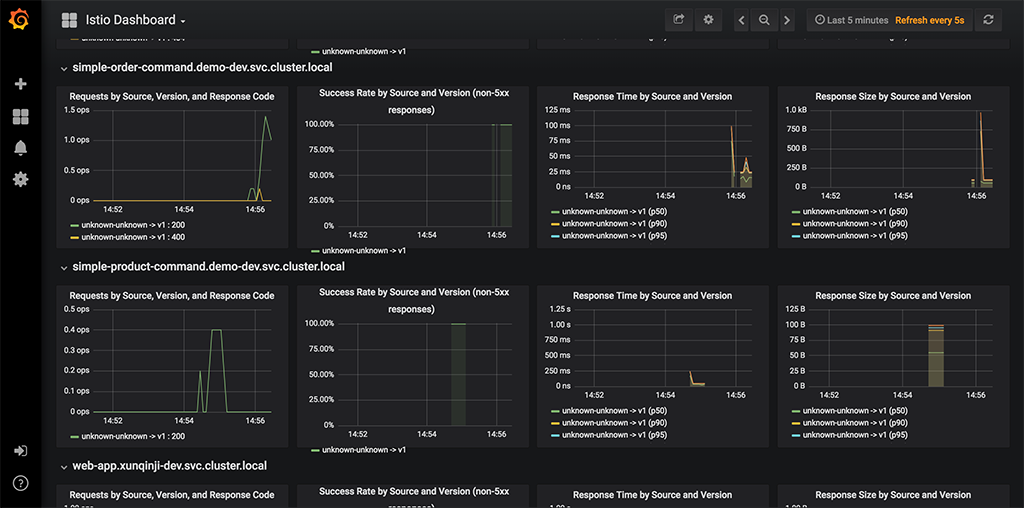 Istio Dashboard
Last 5 minutes Refresh every 5s
unknown-unknown -> v1
simple-order-command.demo-dev.svc.cluster.local
Requests by Source, Version, and Response Code
1.5 ops
1.0 ops
0.5 ops
0 ops
14:52 14:54 14:56
unknown-unknown -> v1 : 200
unknown-unknown -> v1 : 400
Success Rate by Source and Version (non-5xx
responses)
100.00%
75.00%
50.00%
25.00%
0%
14:52 14:54 14:56
unknown-unknown -> v1
Response Time by Source and Version
125 ms
100 ms
75 ms
50 ms
25 ms
0 ns
14:52 14:54 14:56
unknown-unknown -> v1 (p50)
unknown-unknown -> v1 (p90)
unknown-unknown -> v1 (p95)
Response Size by Source and Version
1.0 kB
750 B
500 B
250 B
0 B
14:52 14:54 14:56
unknown-unknown -> v1 (p50)
unknown-unknown -> v1 (p90)
unknown-unknown -> v1 (p95)
simple-product-command.demo-dev.svc.cluster.local
Requests by Source, Version, and Response Code
0.5 ops
0.4 ops
0.3 ops
0.2 ops
0.1 ops
0 ops
14:52 14:54 14:56
unknown-unknown -> v1 : 200
Success Rate by Source and Version (non-5xx
responses)
100.00%
75.00%
50.00%
25.00%
0%
14:52 14:54 14:56
unknown-unknown -> v1
Response Time by Source and Version
1.25 s
1.00 s
750 ms
500 ms
250 ms
0 ns
14:52 14:54 14:56
unknown-unknown -> v1 (p50)
unknown-unknown -> v1 (p90)
unknown-unknown -> v1 (p95)
Response Size by Source and Version
125 B
100 B
75 B
50 B
25 B
0 B
14:52 14:54 14:56
unknown-unknown -> v1 (p50)
unknown-unknown -> v1 (p90)
unknown-unknown -> v1 (p95)
web-app.xunqinji-dev.svc.cluster.local
Requests by Source, Version, and Response Code
Success Rate by Source and Version (non-5xx
Response Time by Source and Version
Response Size by Source and Version